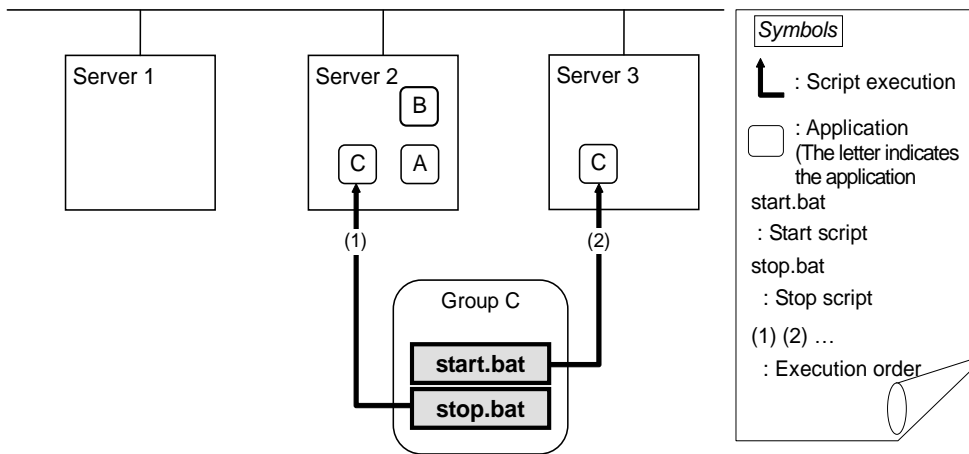 Server 1
Server 2
Server 3
B
C
A
C
(1)
(2)
Group C
start.bat
stop.bat
Symbols
: Script execution
: Application
(The letter indicates
the application
start.bat
: Start script
stop.bat
: Stop script
(1) (2) …
: Execution order